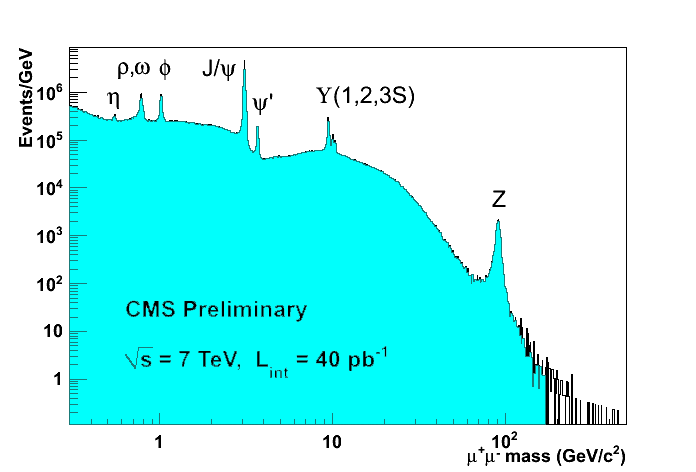 Events/GeV
10⁶
10⁵
10⁴
10³
10²
10
1
η
ρ,ω
ϕ
J/ψ
ψ'
Υ(1,2,3S)
Z
CMS Preliminary
√s = 7 TeV, L_int = 40 pb⁻¹
1
10
10²
μ⁺μ⁻ mass (GeV/c²)